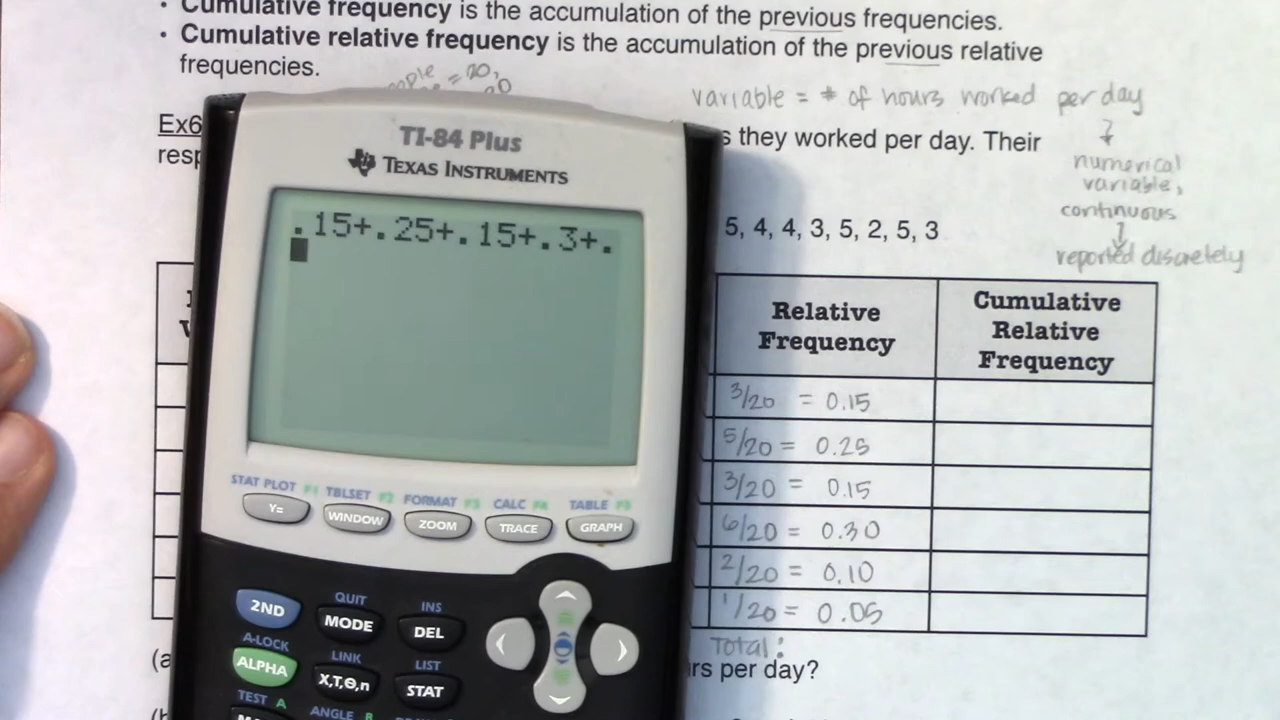 • Cumulative frequency is the accumulation of the previous frequencies.
• Cumulative relative frequency is the accumulation of the previous relative
frequencies.
= 20,
variable = # of hours worked per day
Ex6
s they worked per day. Their
resp
numerical
variable,
continuous
reported discretely
5, 4, 4, 3, 5, 2, 5, 3
TI-84 Plus
TEXAS INSTRUMENTS
.15+.25+.15+.3+.
Relative
Frequency
Cumulative
Relative
Frequency
3/20 = 0.15
5/20 = 0.25
3/20 = 0.15
6/20 = 0.30
2/20 = 0.10
1/20 = 0.05
Total:
(a
urs per day?
STAT PLOT F1 TBLSET F2 FORMAT F3 CALC F4 TABLE F5
Y= WINDOW ZOOM TRACE GRAPH
QUIT INS
2ND MODE DEL
A-LOCK LINK LIST
ALPHA X,T,Θ,n STAT
TEST A ANGLE B
(b